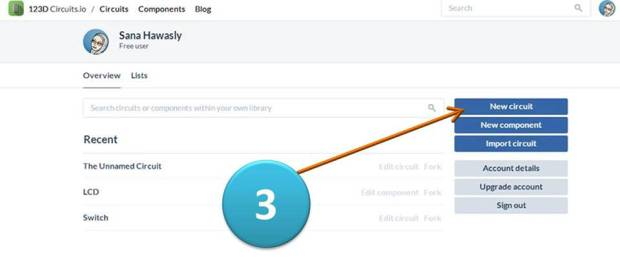 123D Circuits.io / Circuits Components Blog Search
Sana Hawasly
Free user
Overview Lists
Search circuits or components within your own library
New circuit
New component
Import circuit
Recent
The Unnamed Circuit Edit circuit Fork
Account details
LCD Edit component Fork
Upgrade account
Switch Edit circuit Fork
Sign out
3